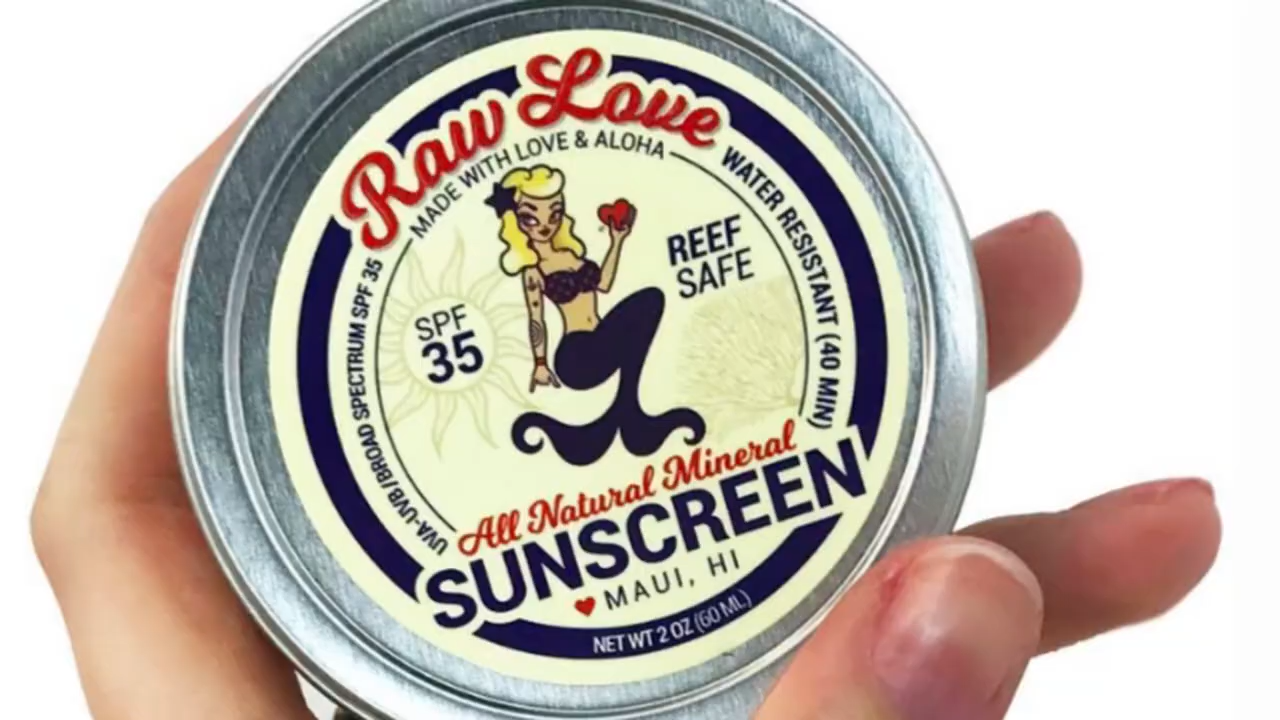 Raw Love
MADE WITH LOVE & ALOHA
WATER RESISTANT (40 MIN)
UVA-UVB/BROAD SPECTRUM SPF 35
REEF
SAFE
SPF
35
All Natural Mineral
SUNSCREEN
MAUI, HI
NET WT 2 OZ (60 ML)